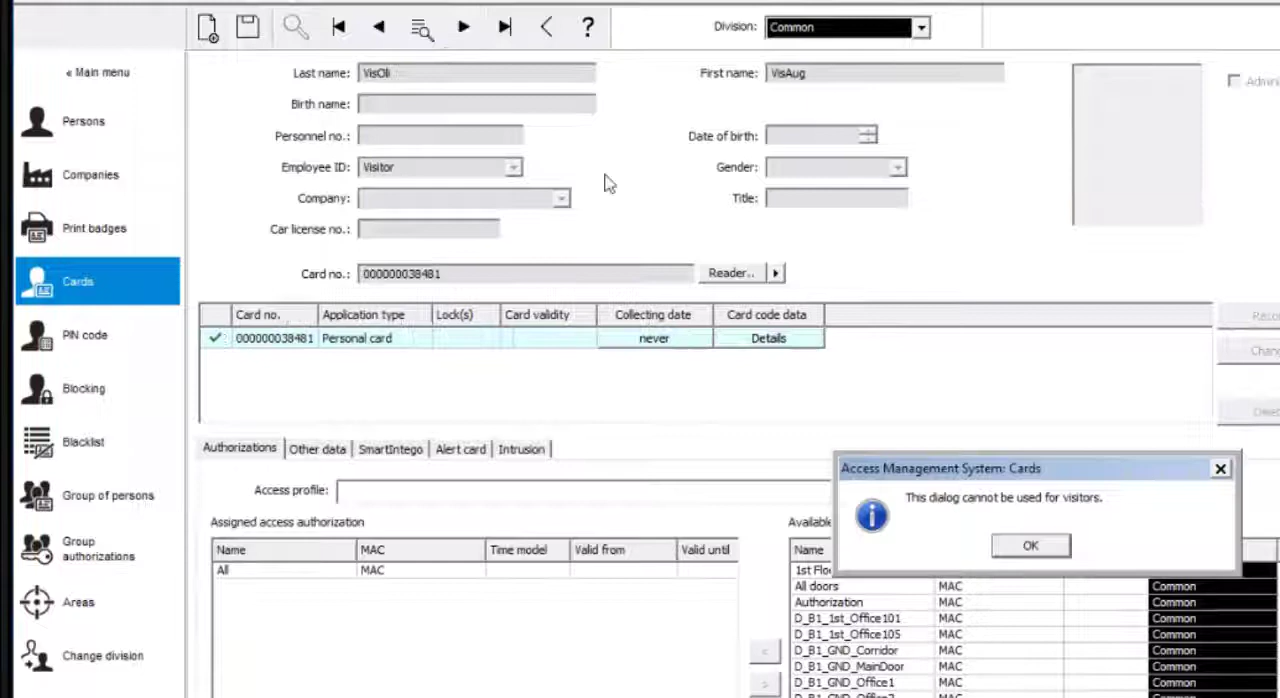 Division: Common
« Main menu
Persons
Companies
Print badges
Cards
PIN code
Blocking
Blacklist
Group of persons
Group
authorizations
Areas
Change division
Last name: VisOli First name: VisAug
Birth name:
Personnel no.: Date of birth:
Employee ID: Visitor Gender:
Company: Title:
Car license no.:
Card no.: 000000038481 Reader..
Card no. Application type Lock(s) Card validity Collecting date Card code data
000000038481 Personal card never Details
Authorizations Other data SmartIntego Alert card Intrusion
Access profile:
Assigned access authorization
Name MAC Time model Valid from Valid until
All MAC
Access Management System: Cards
This dialog cannot be used for visitors.
OK
Name
1st Flo
All doors MAC Common
Authorization MAC Common
D_B1_1st_Office101 MAC Common
D_B1_1st_Office105 MAC Common
D_B1_GND_Corridor MAC Common
D_B1_GND_MainDoor MAC Common
D_B1_GND_Office1 MAC Common